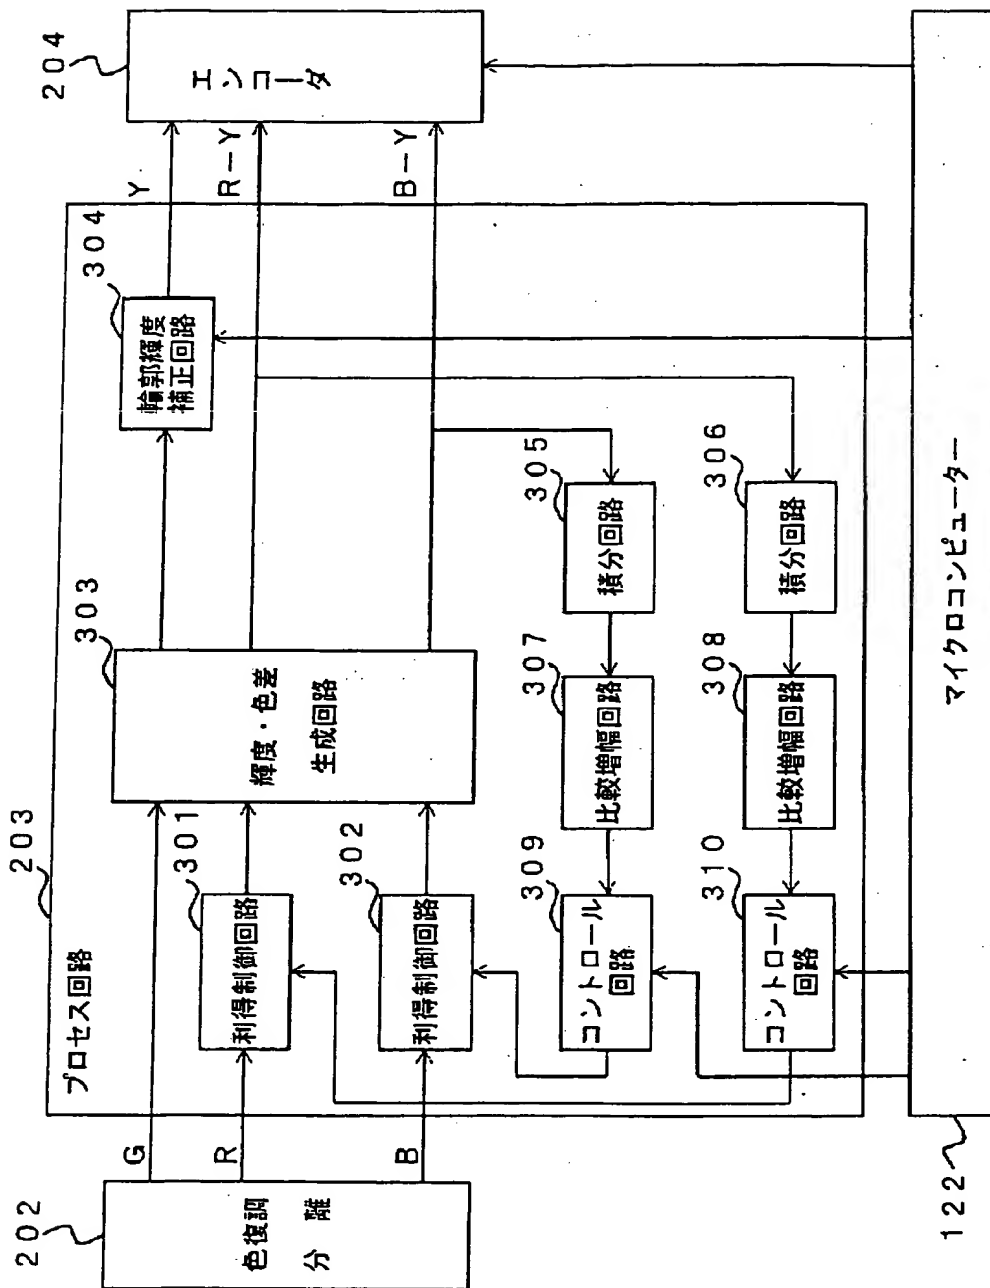 202
色復調
分離
G
R
B
203
プロセス回路
301
利得制御回路
302
利得制御回路
303
輝度・色差
生成回路
304
輪郭輝度
補正回路
Y
R－Y
B－Y
204
エンコーダ
305
積分回路
307
比較増幅回路
309
コントロール
回路
306
積分回路
308
比較増幅回路
310
コントロール
回路
122
マイクロコンピューター